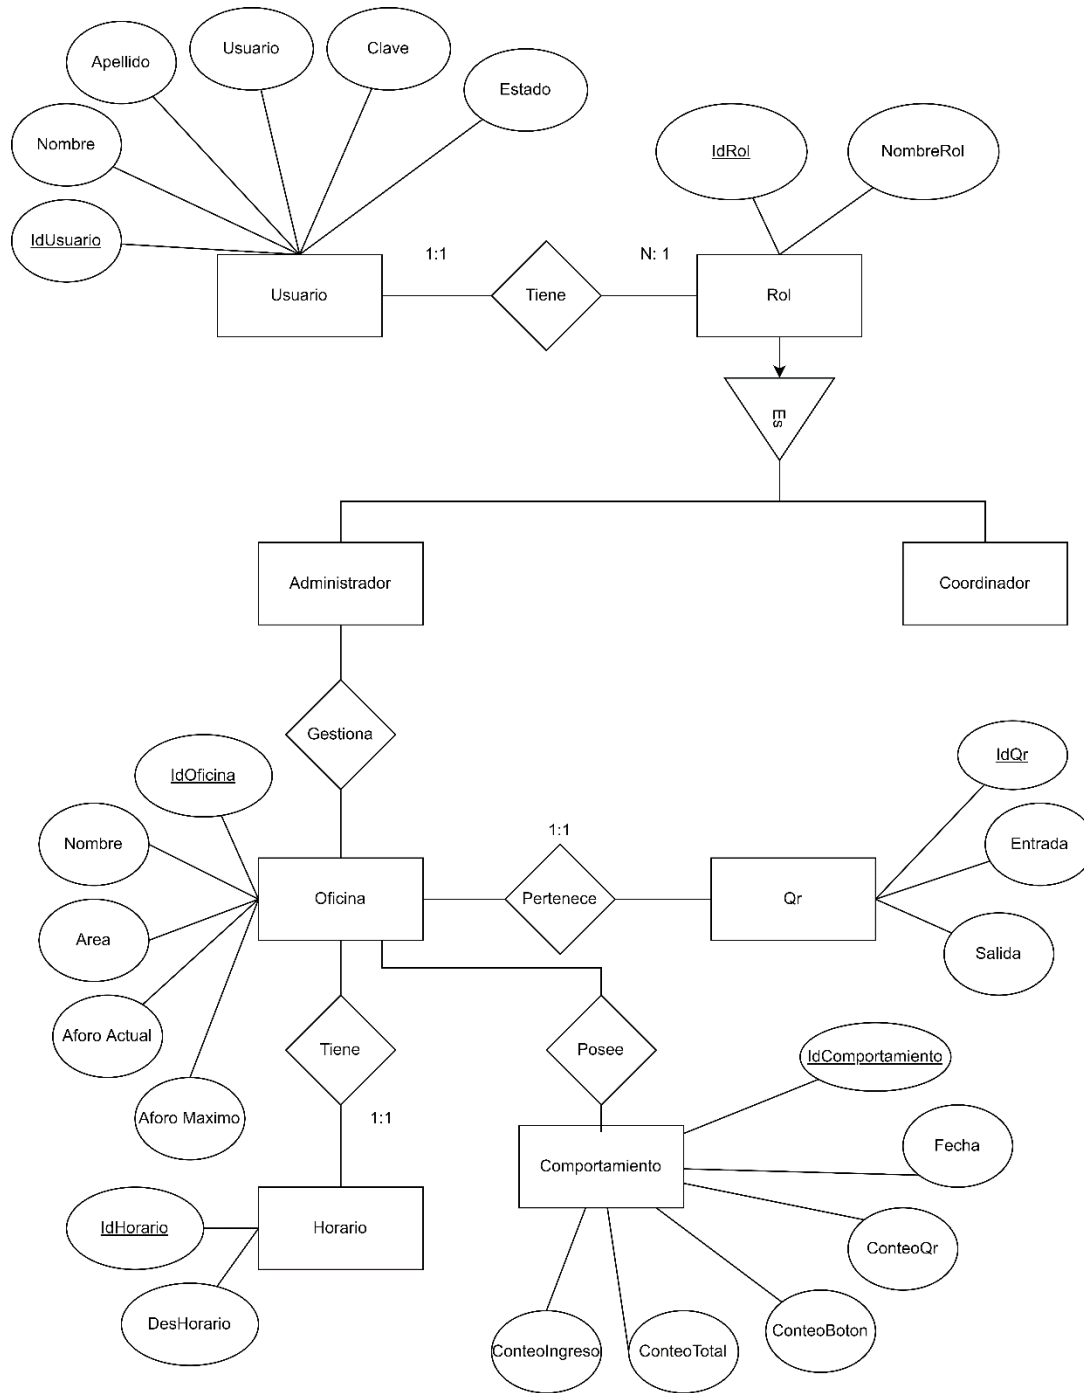 Usuario
Clave
Apellido
Estado
Nombre
IdRol
NombreRol
IdUsuario
1:1
N: 1
Usuario
Tiene
Rol
Es
Administrador
Coordinador
Gestiona
IdOficina
IdQr
Nombre
1:1
Entrada
Oficina
Pertenece
Qr
Area
Salida
Aforo Actual
Tiene
Posee
IdComportamiento
Aforo Maximo
1:1
Fecha
Comportamiento
IdHorario
Horario
ConteoQr
DesHorario
ConteoBoton
ConteoIngreso
ConteoTotal